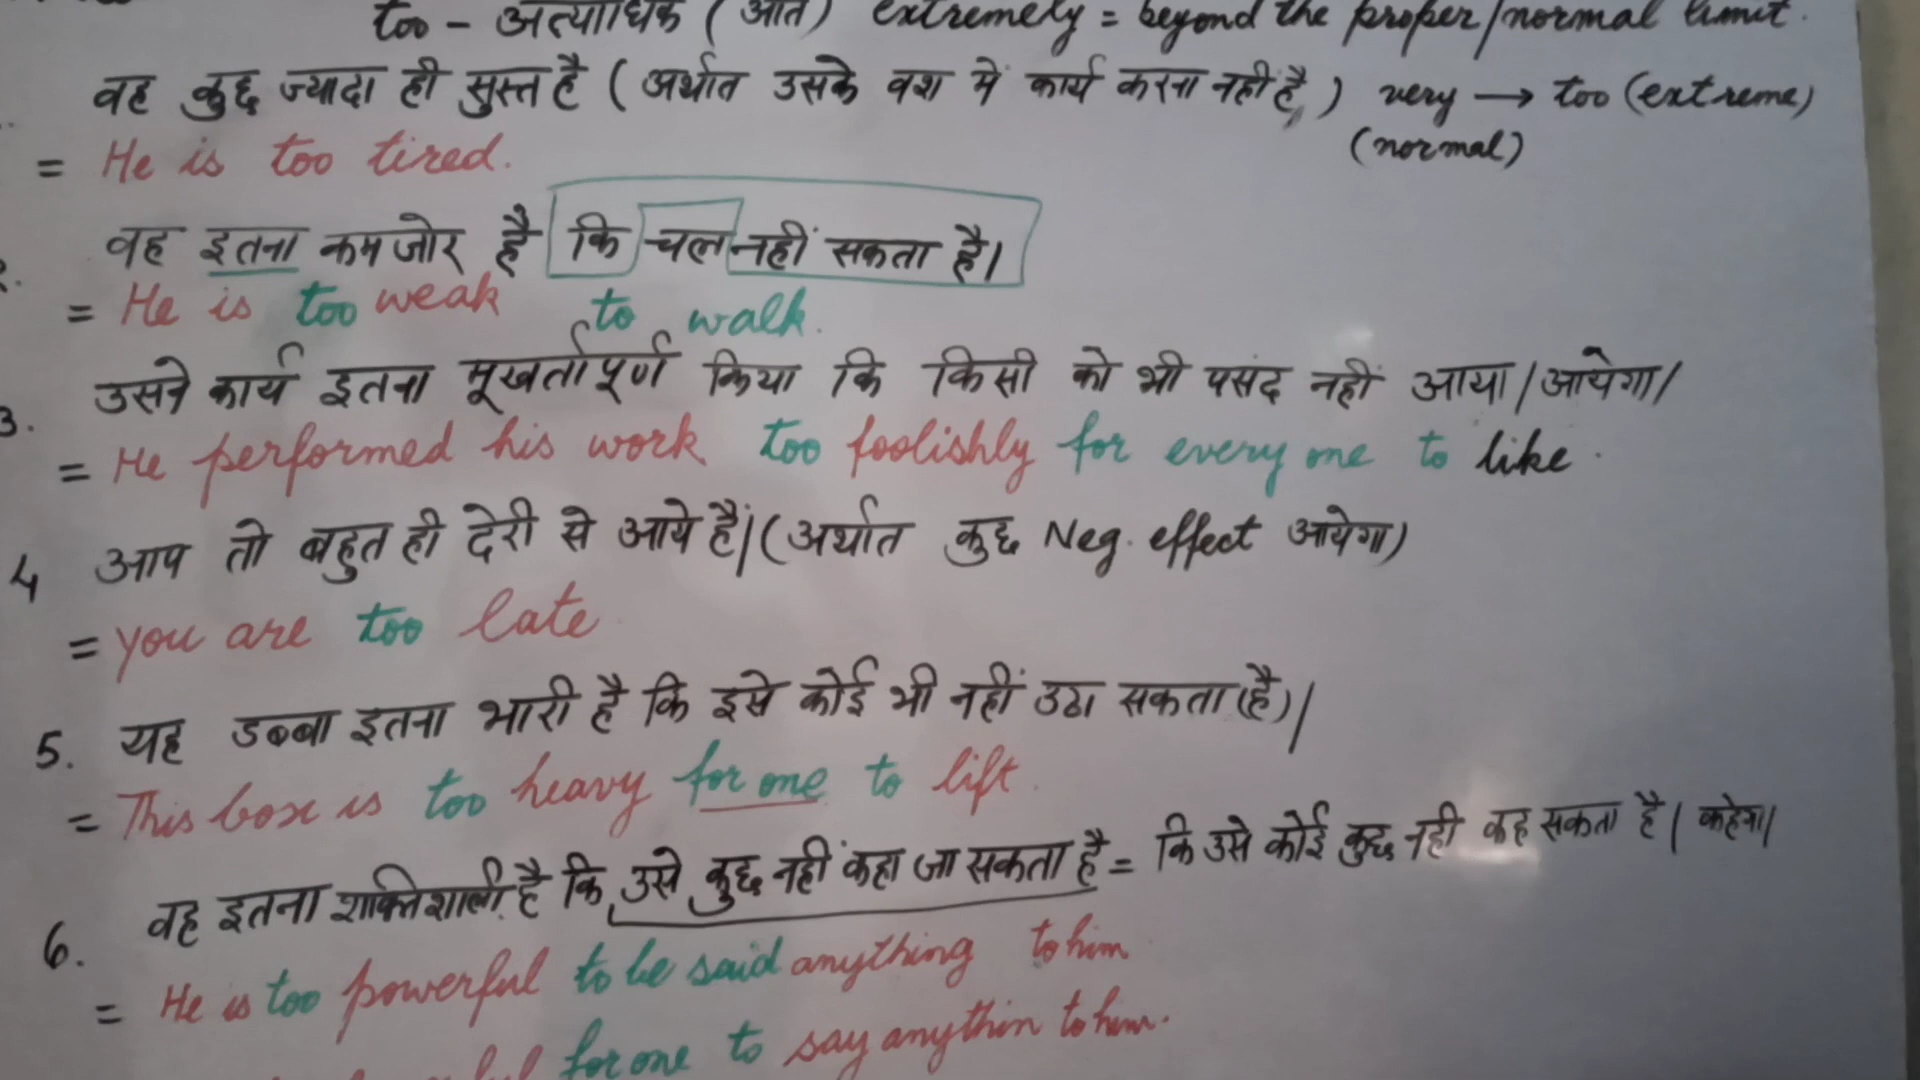 too - अत्याधिक ( अति ) extremely = beyond the proper/normal limit.
वह कुछ ज्यादा ही सुस्त है ( अर्थात उसके वश में कार्य करना नहीं है ) very → too (extreme)
(normal)
= He is too tired.
वह इतना कमजोर है कि चल नहीं सकता है।
= He is too weak to walk.
3. उसने कार्य इतना मूर्खतापूर्ण किया कि किसी को भी पसंद नहीं आया/आयेगा।
= He performed his work too foolishly for every one to like.
4 आप तो बहुत ही देरी से आये हैं।(अर्थात कुछ Neg. effect आयेगा)
= you are too late
5. यह डब्बा इतना भारी है कि इसे कोई भी नहीं उठा सकता (है)।
= This box is too heavy for one to lift.
6. वह इतना शक्तिशाली है कि उसे कुछ नहीं कहा जा सकता है = कि उसे कोई कुछ नही कह सकता है। कहेगा।
= He is too powerful to be said anything to him
for one to say anythin to him.